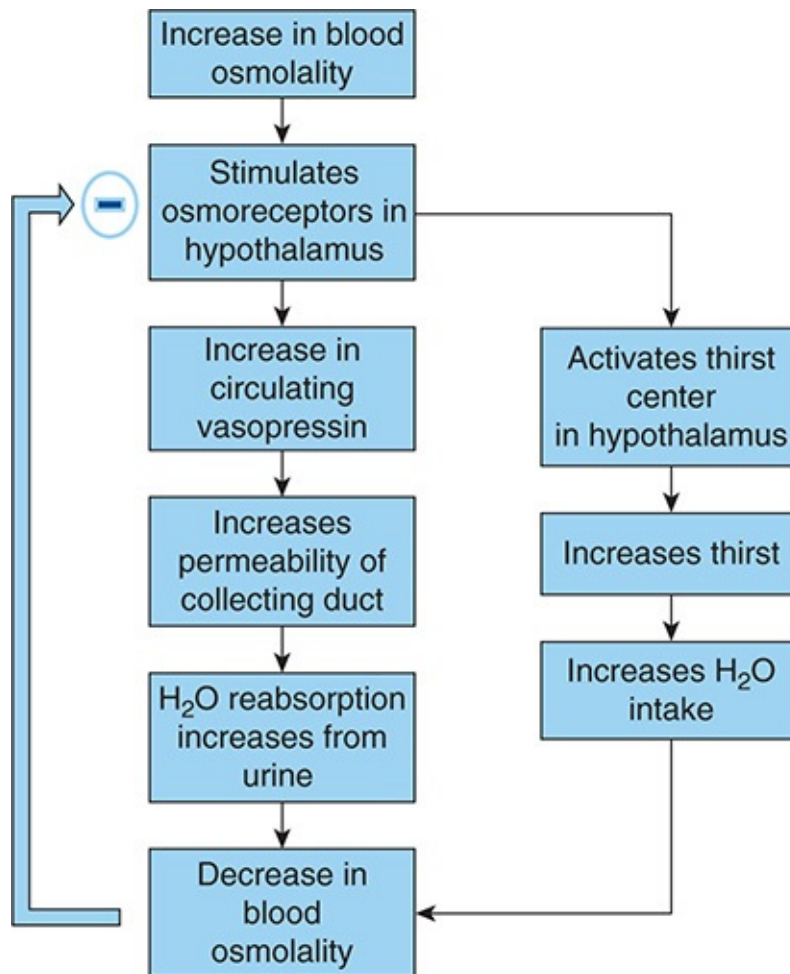 Increase in blood
osmolality
Stimulates
osmoreceptors in
hypothalamus
Increase in
circulating
vasopressin
Increases
permeability of
collecting duct
H₂O reabsorption
increases from
urine
Decrease in
blood
osmolality
Activates thirst
center
in hypothalamus
Increases thirst
Increases H₂O
intake